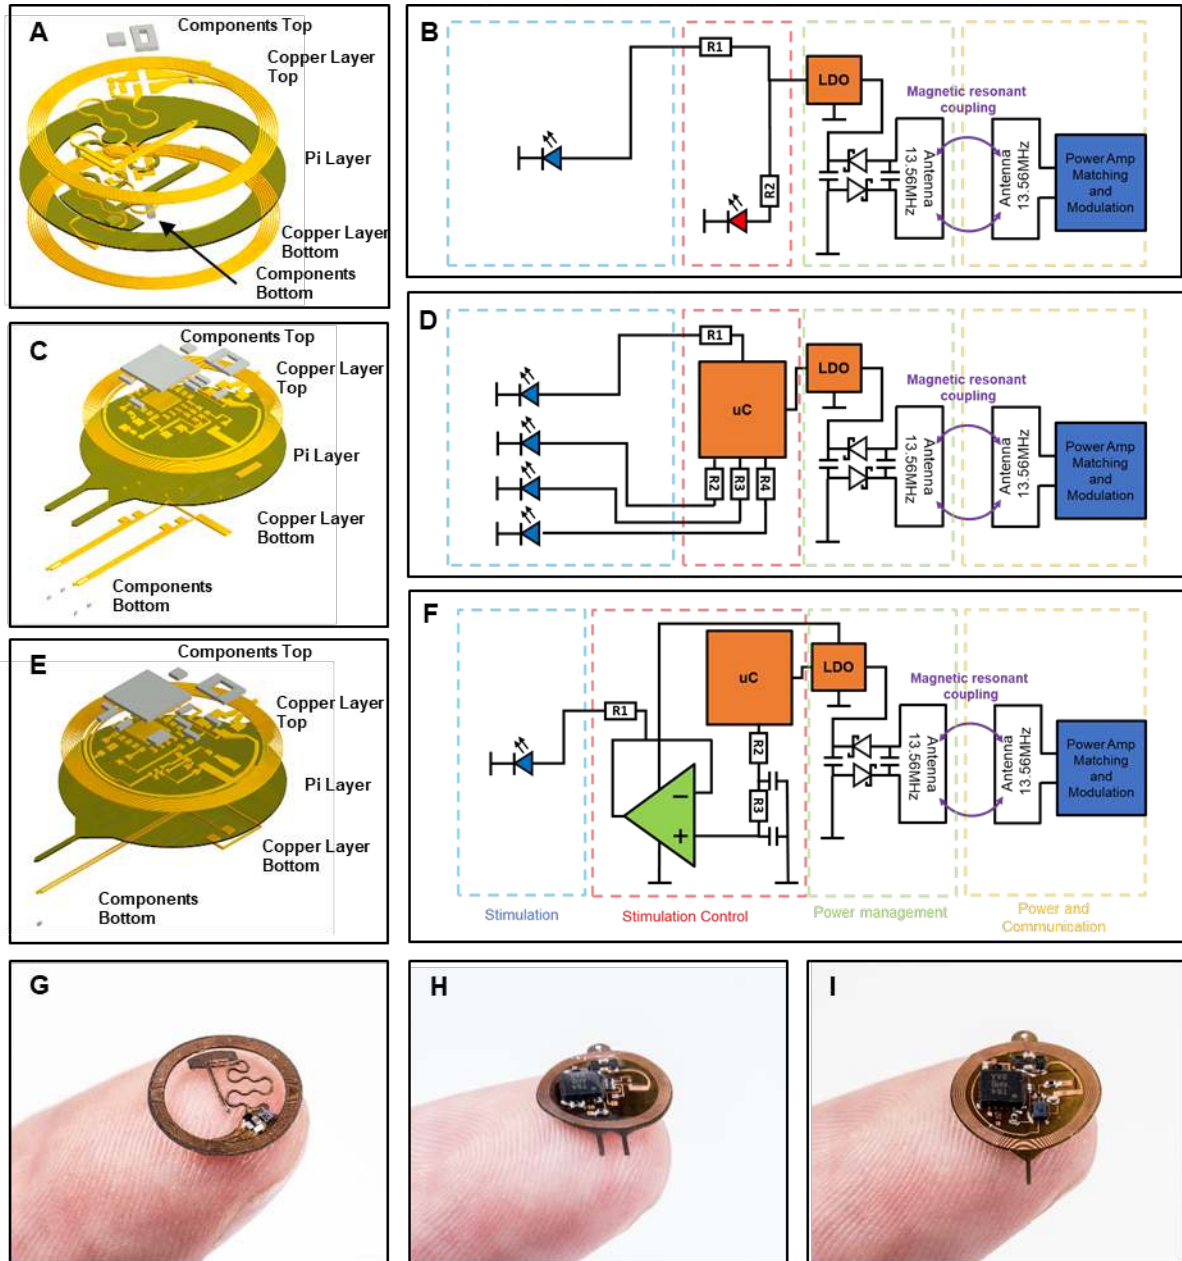 A
Components Top
Copper Layer
Top
Pi Layer
Copper Layer
Bottom
Components
Bottom
B
R1
LDO
R2
Magnetic resonant
coupling
Antenna
13.56MHz
Antenna
13.56MHz
Power Amp
Matching
and
Modulation
C
Components Top
Copper Layer
Top
Pi Layer
Copper Layer
Bottom
Components
Bottom
D
R1
uC
LDO
R2
R3
R4
Magnetic resonant
coupling
Antenna
13.56MHz
Antenna
13.56MHz
Power Amp
Matching
and
Modulation
E
Components Top
Copper Layer
Top
Pi Layer
Copper Layer
Bottom
Components
Bottom
F
R1
uC
LDO
R2
R3
Magnetic resonant
coupling
Antenna
13.56MHz
Antenna
13.56MHz
Power Amp
Matching
and
Modulation
Stimulation
Stimulation Control
Power management
Power and
Communication
G
H
I